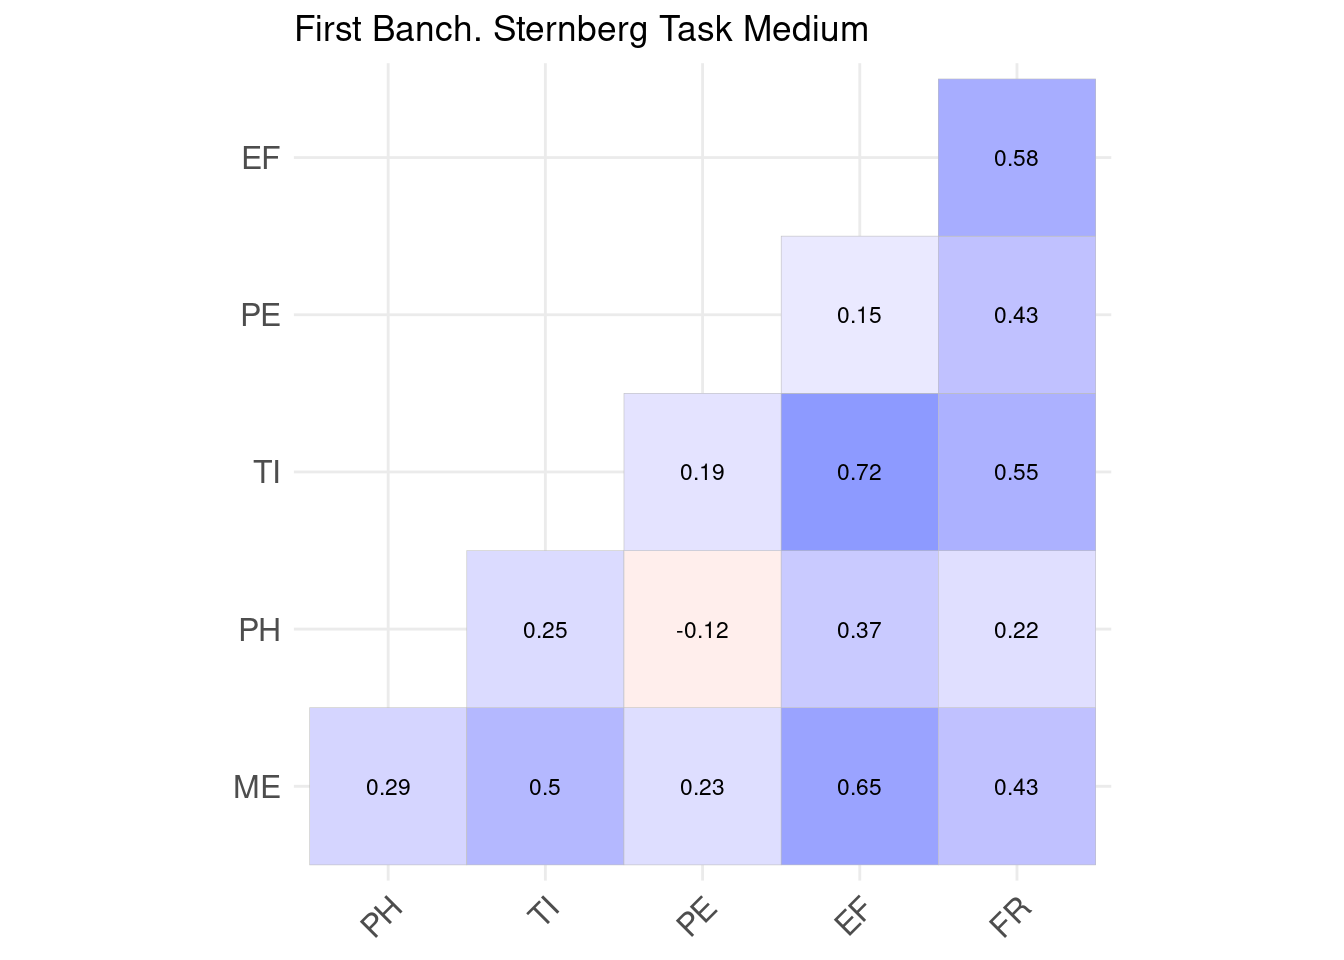 First Banch. Sternberg Task Medium
EF 0.58
PE 0.15 0.43
TI 0.19 0.72 0.55
PH 0.25 -0.12 0.37 0.22
ME 0.29 0.5 0.23 0.65 0.43
PH TI PE EF FR